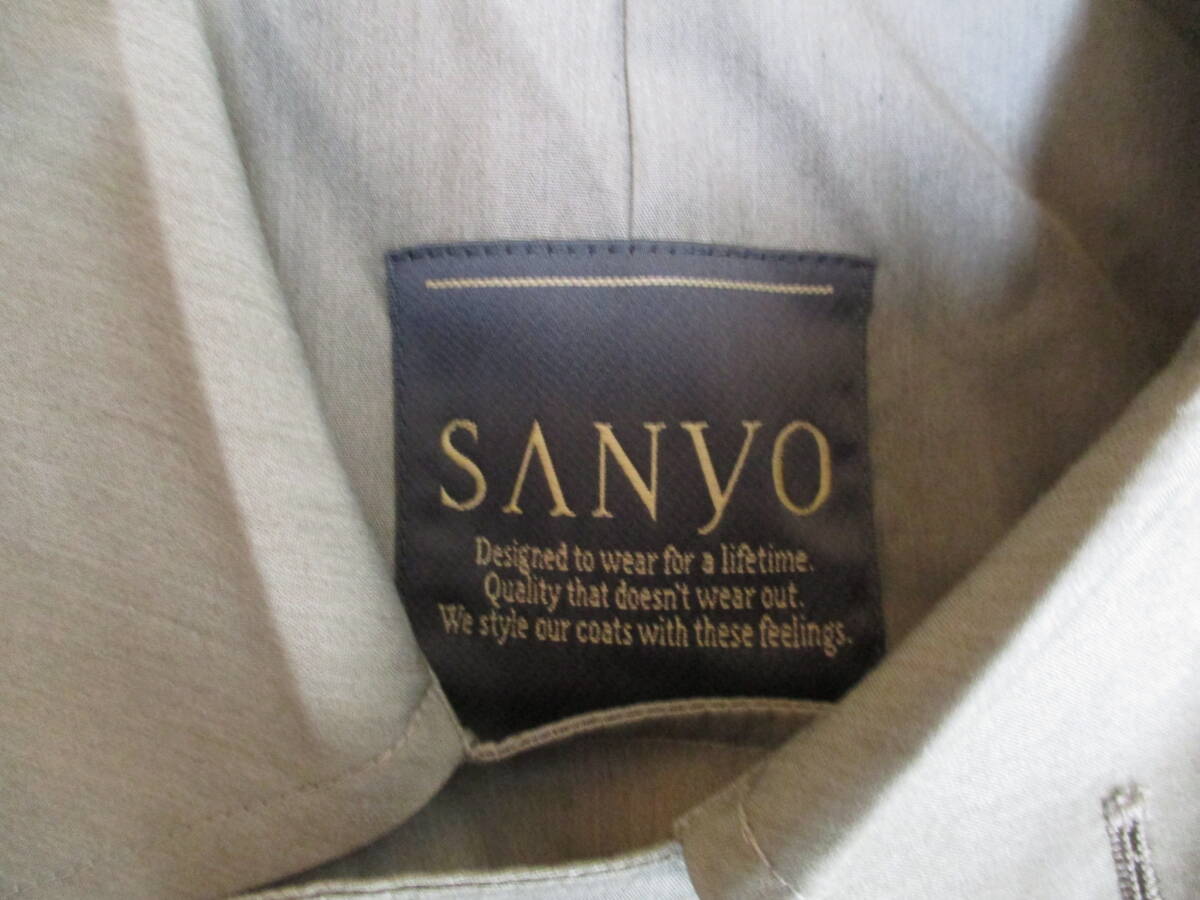 SANYO
Designed to wear for a lifetime.
Quality that doesn't wear out.
We style our coats with these feelings.